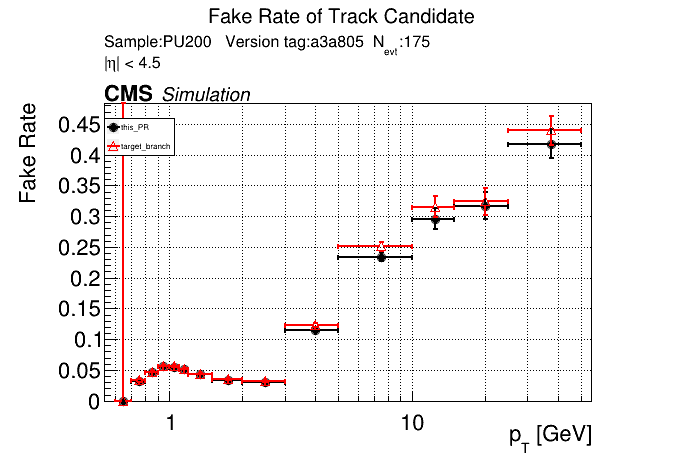 Fake Rate of Track Candidate
Sample:PU200 Version tag:a3a805 N_evt:175
|η| < 4.5
CMS Simulation
Fake Rate
this_PR
target_branch
0.45
0.4
0.35
0.3
0.25
0.2
0.15
0.1
0.05
0
1
10
p_T [GeV]